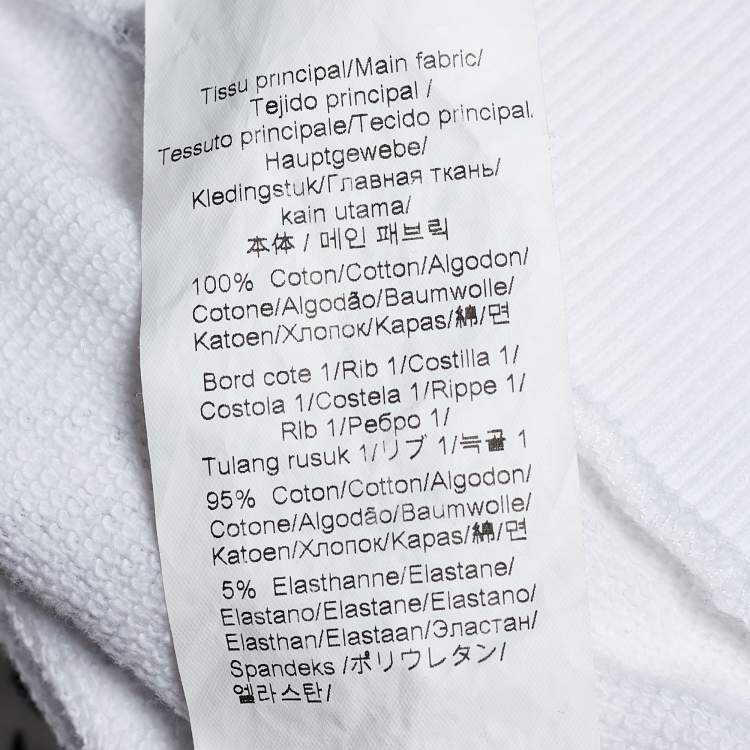 Tissu principal/Main fabric/
Tejido principal /
Tessuto principale/Tecido principal.
Hauptgewebe/
Kledingstuk/Главная ткань/
kain utama/
本体 / 메인 패브릭
100% Coton/Cotton/Algodon/
Cotone/Algodão/Baumwolle/
Katoen/Хлопок/Kapas/綿/면
Bord cote 1/Rib 1/Costilla 1/
Costola 1/Costela 1/Rippe 1/
Rib 1/Ребро 1/
Tulang rusuk 1/リブ 1/늑골 1
95% Coton/Cotton/Algodon/
Cotone/Algodão/Baumwolle/
Katoen/Хлопок/Kapas/綿/면
5% Elasthanne/Elastane/
Elastano/Elastane/Elastano/
Elasthan/Elastaan/Эластан/
Spandeks /ポリウレタン/
엘라스탄/